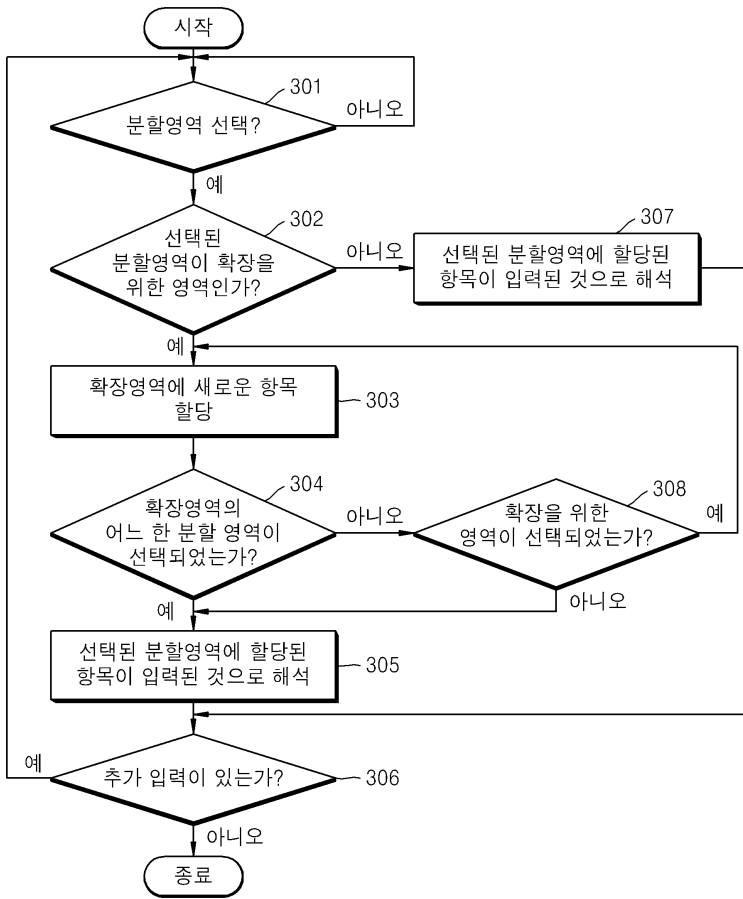 시작
301
분할영역 선택?
아니오
예
302
선택된
분할영역이 확장을
위한 영역인가?
아니오
307
선택된 분할영역에 할당된
항목이 입력된 것으로 해석
예
확장영역에 새로운 항목
할당
303
304
확장영역의
어느 한 분할 영역이
선택되었는가?
아니오
308
확장을 위한
영역이 선택되었는가?
예
아니오
예
선택된 분할영역에 할당된
항목이 입력된 것으로 해석
305
예
추가 입력이 있는가?
306
아니오
종료